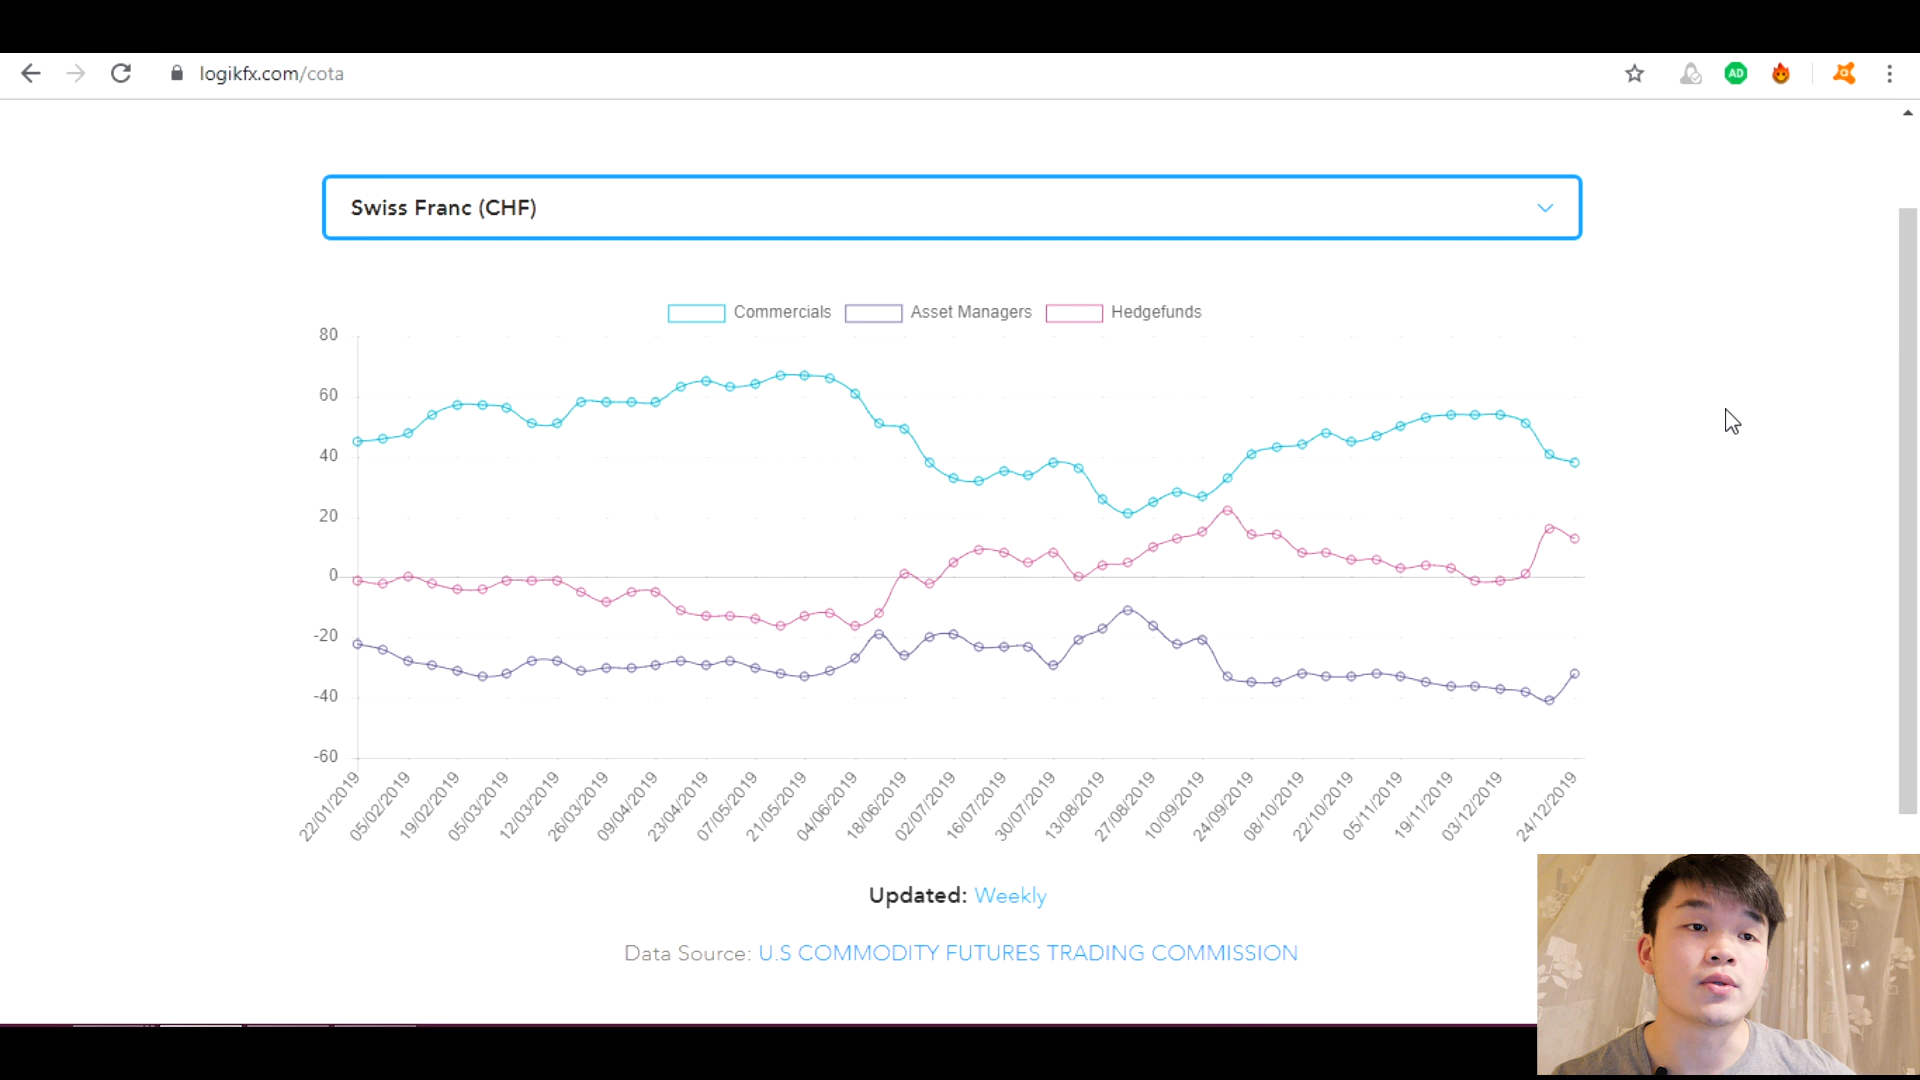 logikfx.com/cota
AD
Swiss Franc (CHF)
Commercials Asset Managers Hedgefunds
80
60
40
20
0
-20
-40
-60
22/01/2019 05/02/2019 19/02/2019 05/03/2019 12/03/2019 26/03/2019 09/04/2019 23/04/2019 07/05/2019 21/05/2019 04/06/2019 18/06/2019 02/07/2019 16/07/2019 30/07/2019 13/08/2019 27/08/2019 10/09/2019 24/09/2019 08/10/2019 22/10/2019 05/11/2019 19/11/2019 03/12/2019 24/12/2019
Updated: Weekly
Data Source: U.S COMMODITY FUTURES TRADING COMMISSION